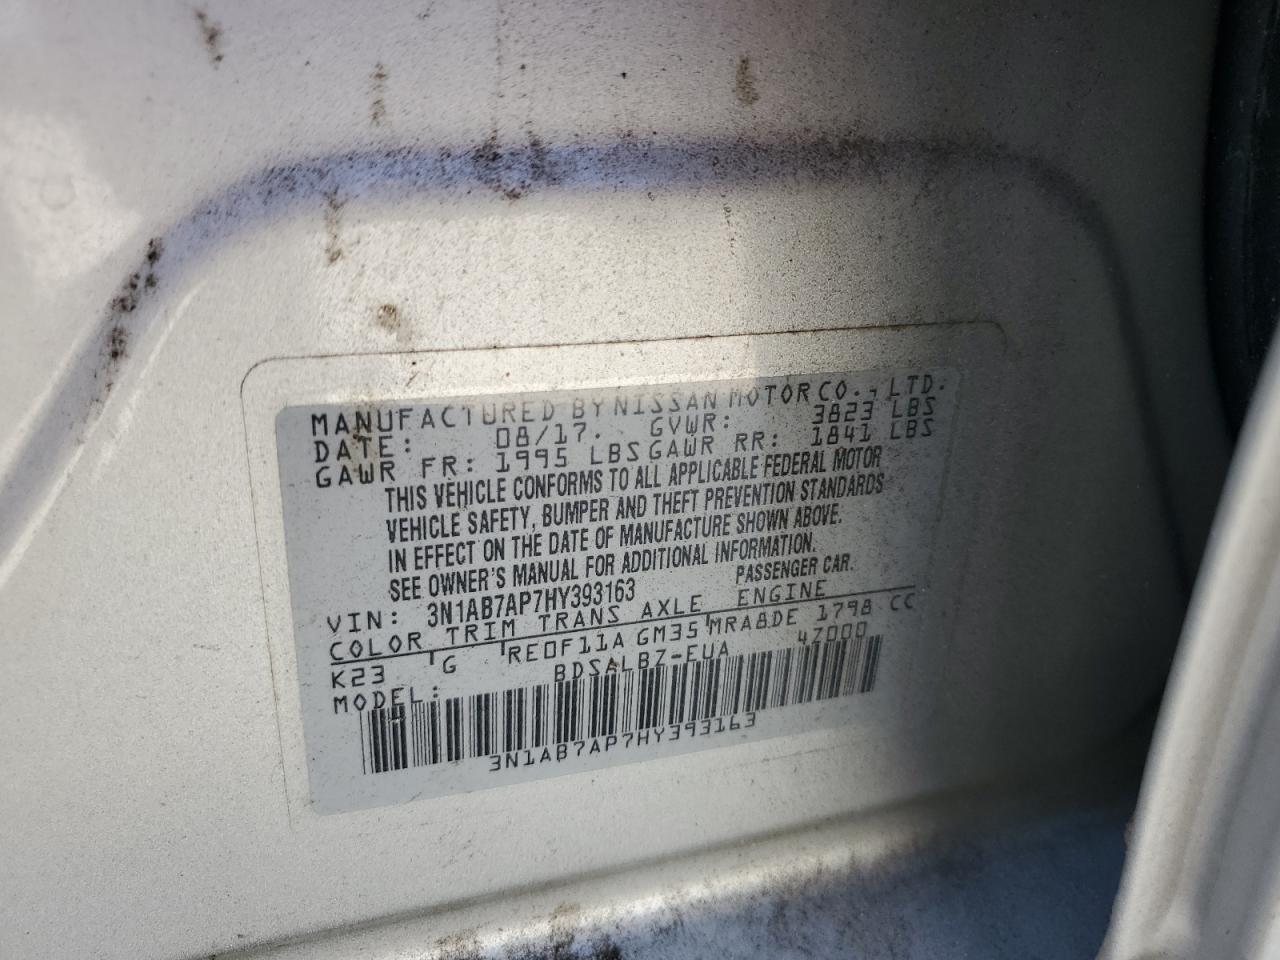 MANUFACTURED BY NISSAN MOTOR CO., LTD.
DATE: 08/17. GVWR: 3823 LBS
GAWR FR: 1995 LBS GAWR RR: 1841 LBS
THIS VEHICLE CONFORMS TO ALL APPLICABLE FEDERAL MOTOR
VEHICLE SAFETY, BUMPER AND THEFT PREVENTION STANDARDS
IN EFFECT ON THE DATE OF MANUFACTURE SHOWN ABOVE.
SEE OWNER'S MANUAL FOR ADDITIONAL INFORMATION.
VIN: 3N1AB7AP7HY393163 PASSENGER CAR.
COLOR TRIM TRANS AXLE ENGINE
K23 G RE0F11A GM35 MRA8DE 1798 CC
MODEL: BDSALBZ-EUA 4Z000
3N1AB7AP7HY393163